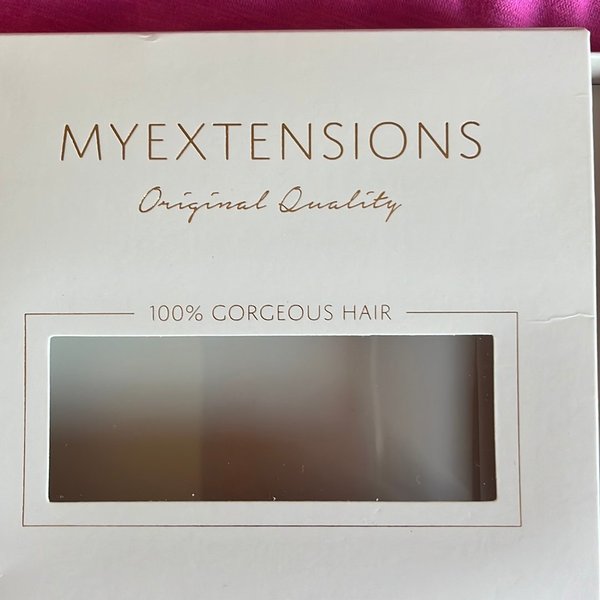 MYEXTENSIONS
Original Quality
100% GORGEOUS HAIR